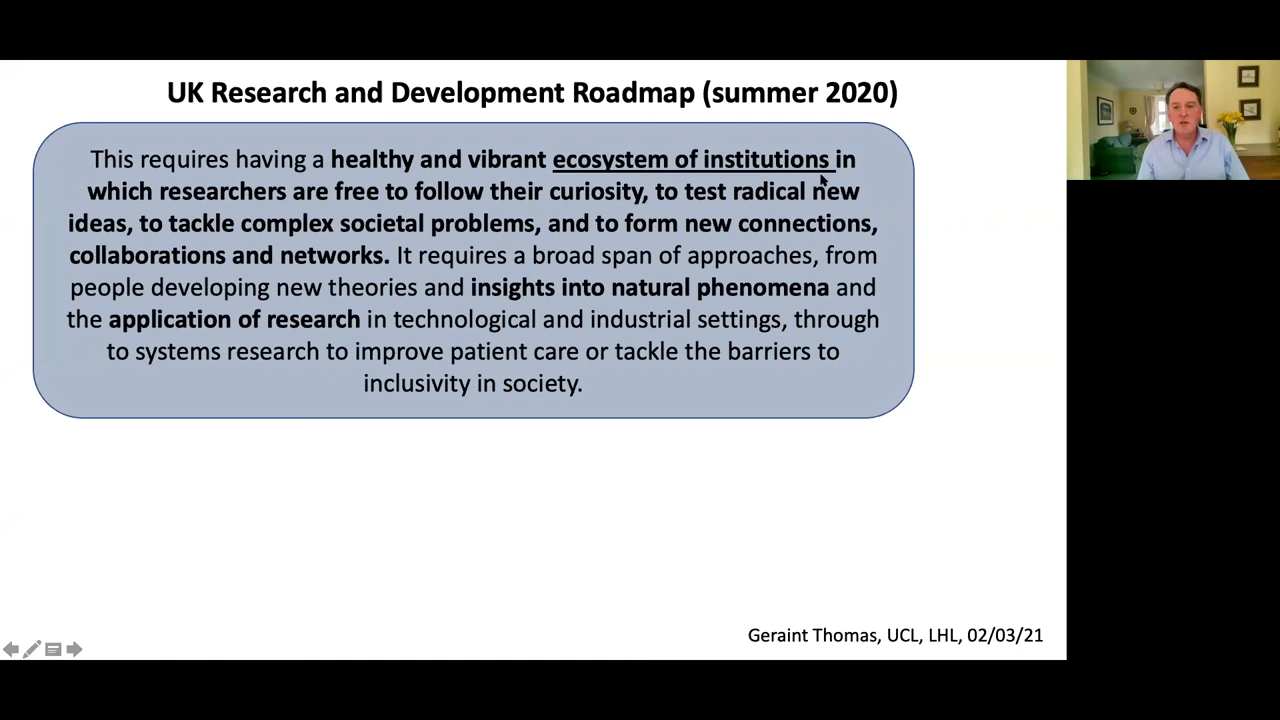 UK Research and Development Roadmap (summer 2020)
This requires having a healthy and vibrant ecosystem of institutions in
which researchers are free to follow their curiosity, to test radical new
ideas, to tackle complex societal problems, and to form new connections,
collaborations and networks. It requires a broad span of approaches, from
people developing new theories and insights into natural phenomena and
the application of research in technological and industrial settings, through
to systems research to improve patient care or tackle the barriers to
inclusivity in society.
Geraint Thomas, UCL, LHL, 02/03/21